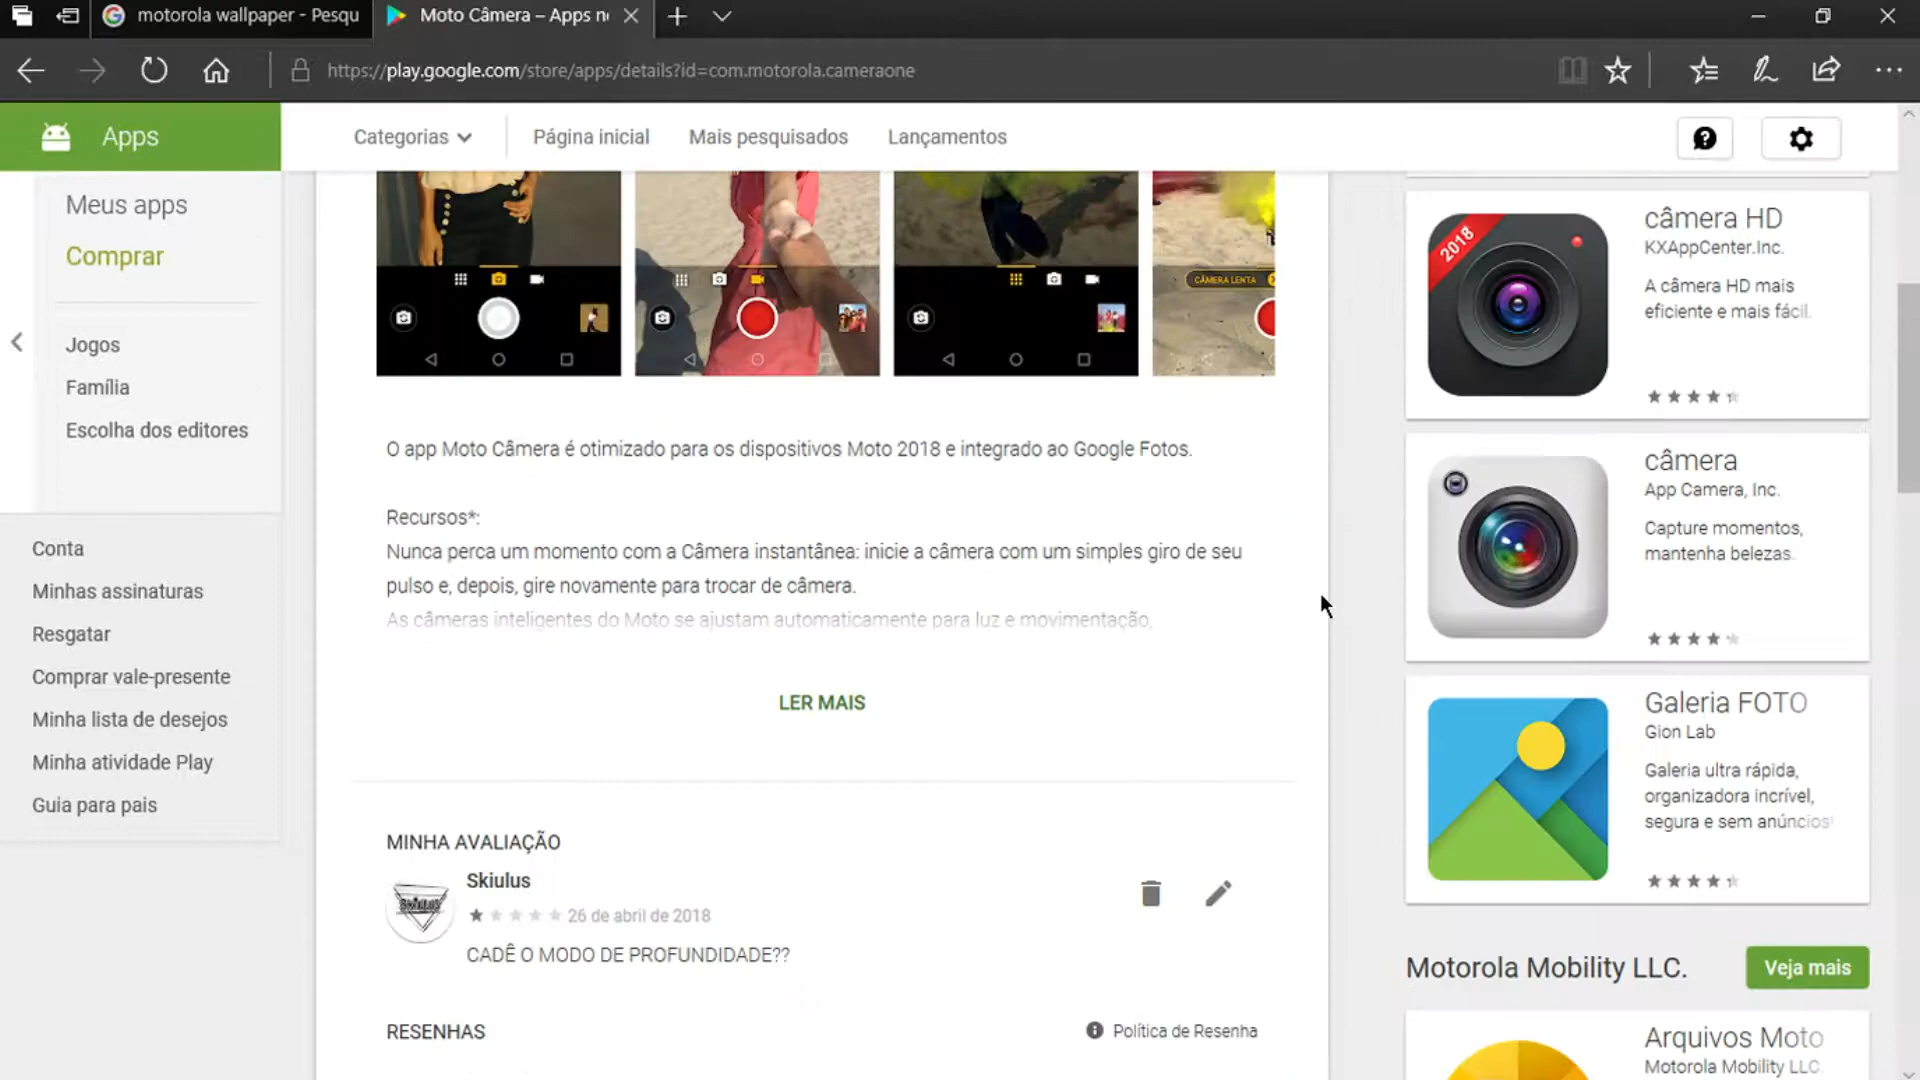 motorola wallpaper - Pesqu
Moto Câmera – Apps n
https://play.google.com/store/apps/details?id=com.motorola.cameraone
Apps
Categorias
Página inicial
Mais pesquisados
Lançamentos
Meus apps
Comprar
Jogos
Família
Escolha dos editores
Conta
Minhas assinaturas
Resgatar
Comprar vale-presente
Minha lista de desejos
Minha atividade Play
Guia para pais
CÂMERA LENTA
O app Moto Câmera é otimizado para os dispositivos Moto 2018 e integrado ao Google Fotos.
Recursos*:
Nunca perca um momento com a Câmera instantânea: inicie a câmera com um simples giro de seu
pulso e, depois, gire novamente para trocar de câmera.
As câmeras inteligentes do Moto se ajustam automaticamente para luz e movimentação,
LER MAIS
MINHA AVALIAÇÃO
SKIULUS
Skiulus
26 de abril de 2018
CADÊ O MODO DE PROFUNDIDADE??
RESENHAS
Política de Resenha
2018
câmera HD
KXAppCenter.Inc.
A câmera HD mais
eficiente e mais fácil.
câmera
App Camera, Inc.
Capture momentos,
mantenha belezas.
Galeria FOTO
Gion Lab
Galeria ultra rápida,
organizadora incrível,
segura e sem anúncios!
Motorola Mobility LLC.
Veja mais
Arquivos Moto
Motorola Mobility LLC.